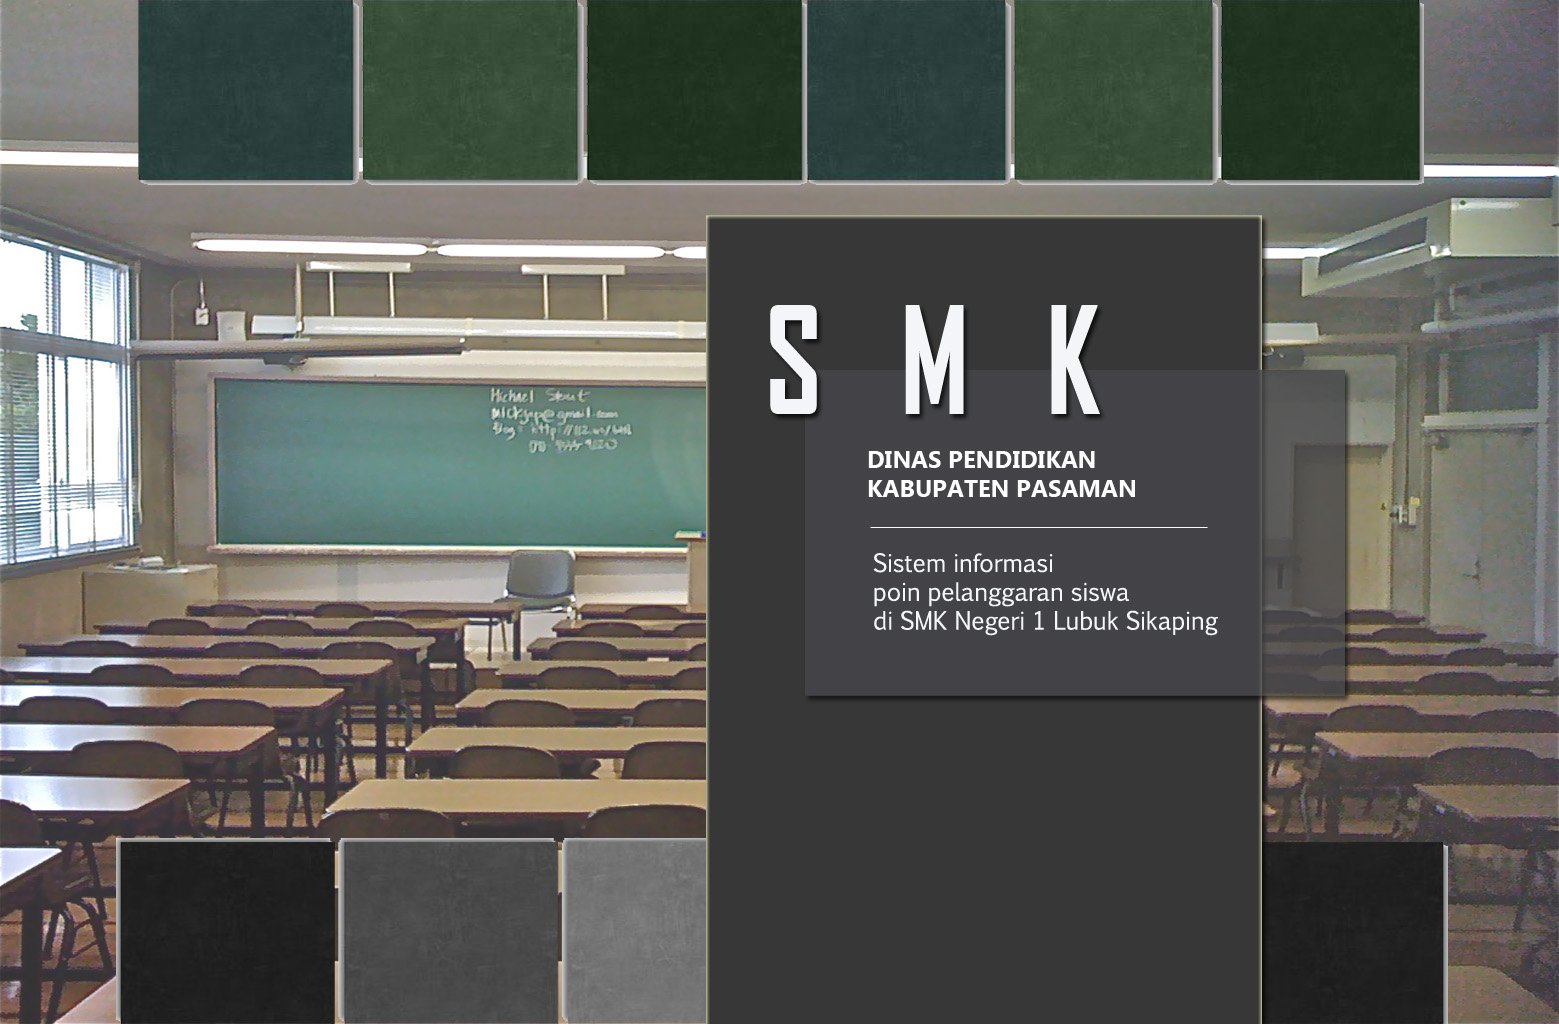 S M K
DINAS PENDIDIKAN
KABUPATEN PASAMAN
Sistem informasi
poin pelanggaran siswa
di SMK Negeri 1 Lubuk Sikaping
Michael